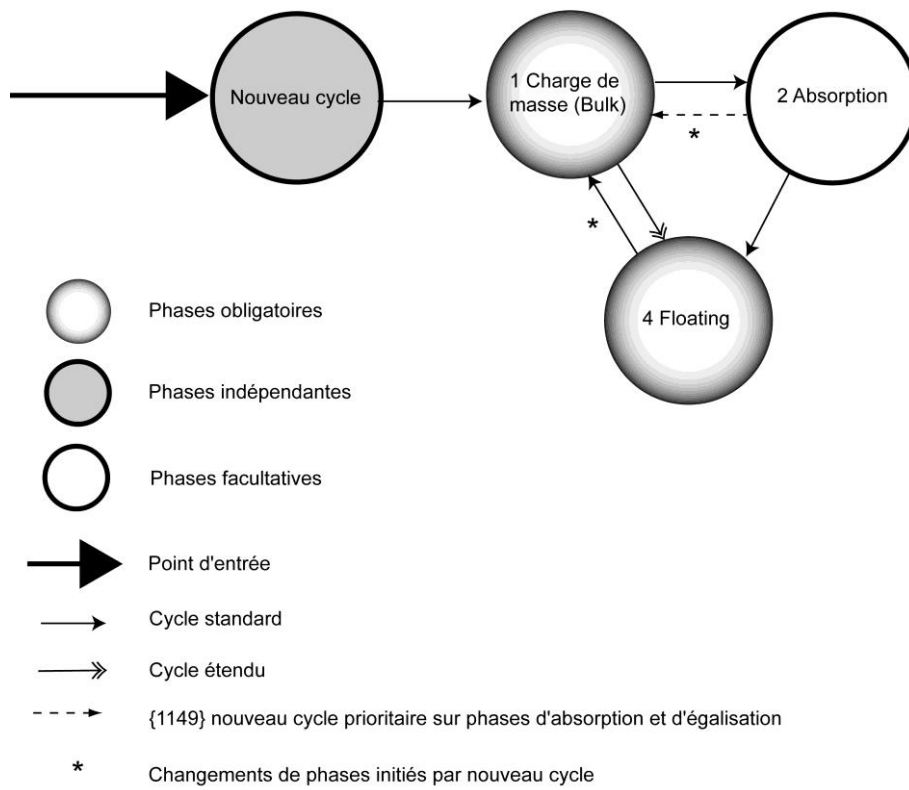 Nouveau cycle
1 Charge de
masse (Bulk)
2 Absorption
*
*
4 Floating
Phases obligatoires
Phases indépendantes
Phases facultatives
Point d'entrée
Cycle standard
Cycle étendu
{1149} nouveau cycle prioritaire sur phases d'absorption et d'égalisation
* Changements de phases initiés par nouveau cycle